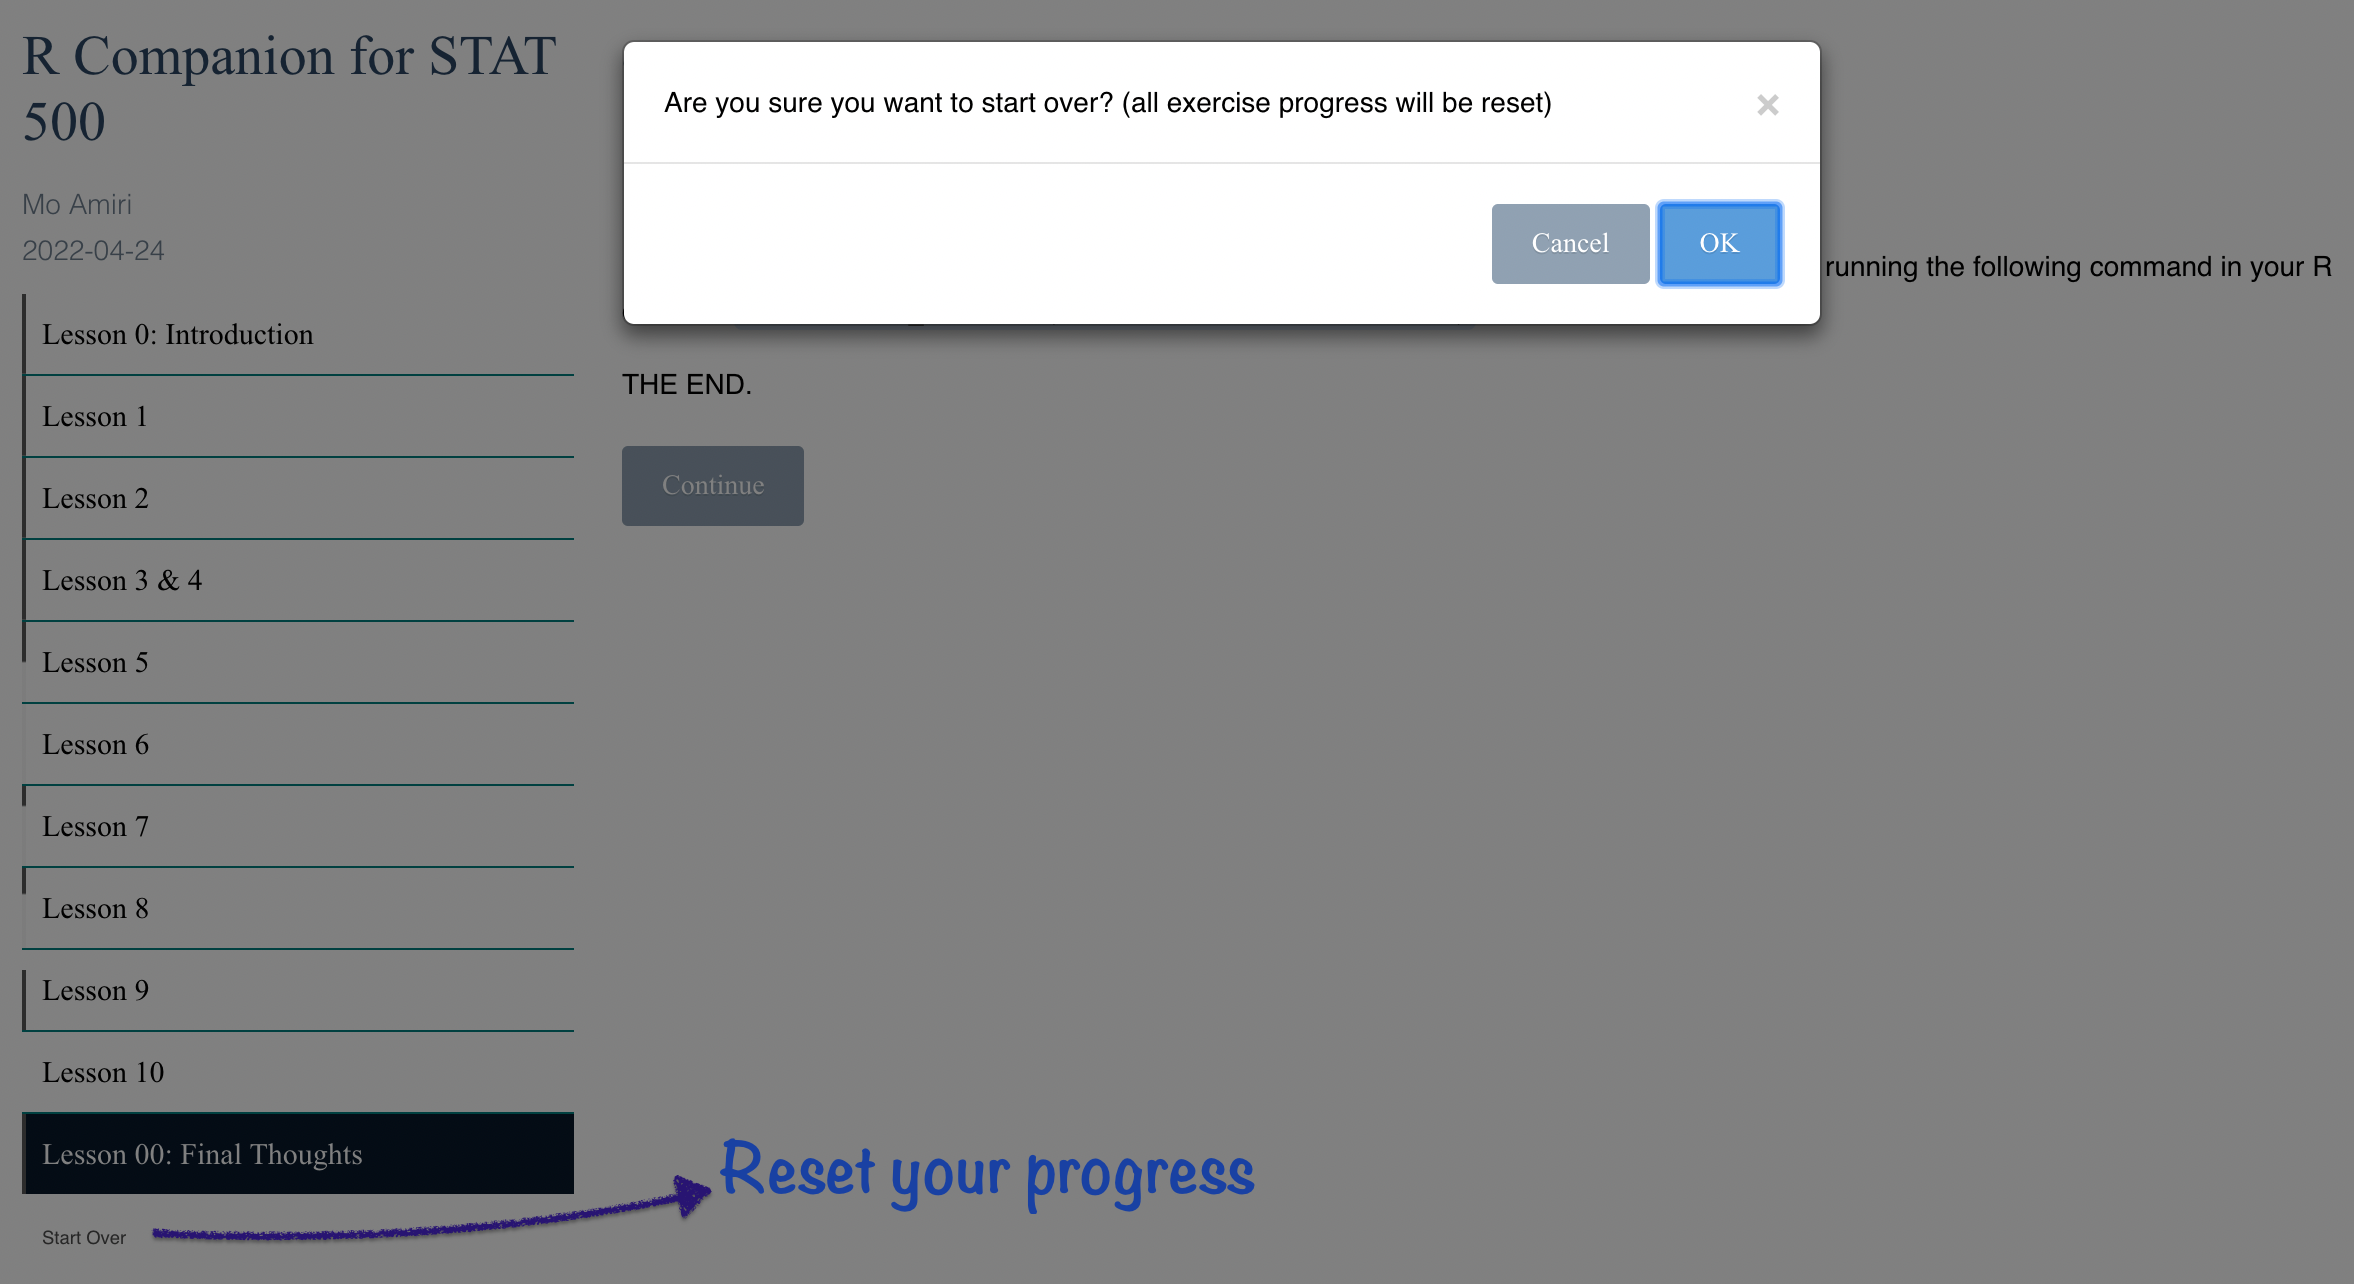 R Companion for STAT
500
Mo Amiri
2022-04-24
Lesson 0: Introduction
Lesson 1
Lesson 2
Lesson 3 & 4
Lesson 5
Lesson 6
Lesson 7
Lesson 8
Lesson 9
Lesson 10
Lesson 00: Final Thoughts
Start Over
Are you sure you want to start over? (all exercise progress will be reset)
×
Cancel
OK
running the following command in your R
THE END.
Continue
Reset your progress